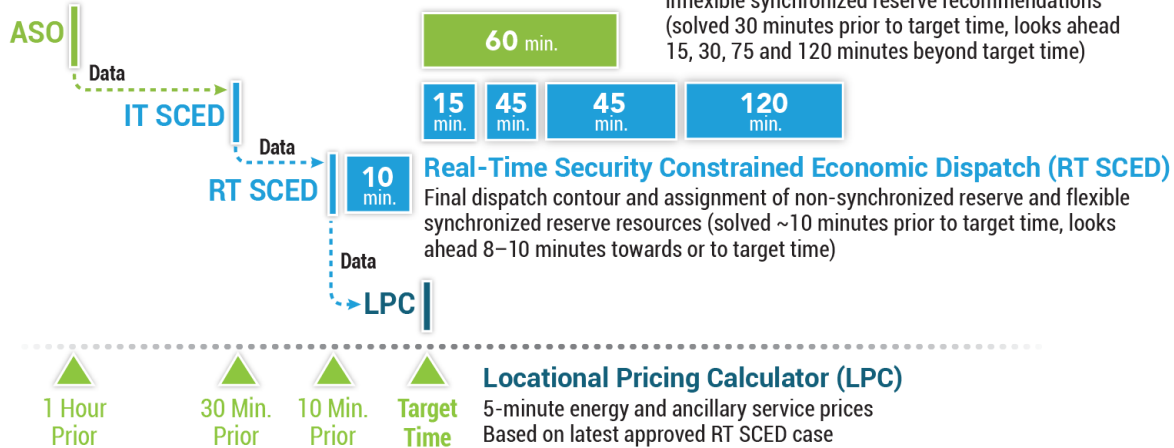 inflexible synchronized reserve recommendations
ASO
60 min.
(solved 30 minutes prior to target time, looks ahead
15, 30, 75 and 120 minutes beyond target time)
Data
IT SCED
15 min.
45 min.
45 min.
120 min.
Data
RT SCED
10 min.
Real-Time Security Constrained Economic Dispatch (RT SCED)
Final dispatch contour and assignment of non-synchronized reserve and flexible
synchronized reserve resources (solved ~10 minutes prior to target time, looks
ahead 8–10 minutes towards or to target time)
Data
LPC
1 Hour
Prior
30 Min.
Prior
10 Min.
Prior
Target
Time
Locational Pricing Calculator (LPC)
5-minute energy and ancillary service prices
Based on latest approved RT SCED case